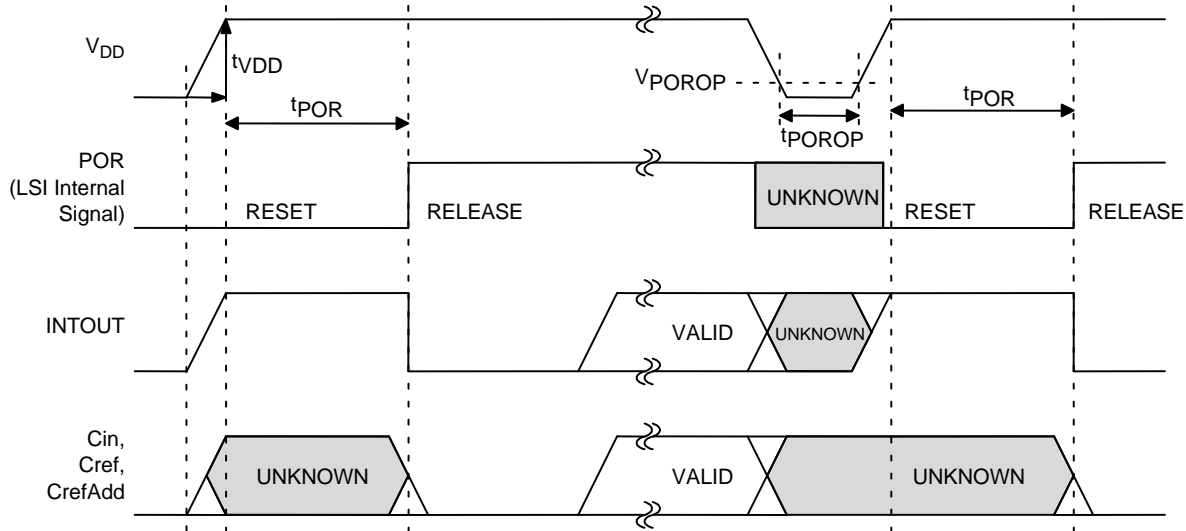 VDD
tVDD
VPOROP
tPOR
tPOR
tPOROP
POR
(LSI Internal
Signal)
UNKNOWN
RESET
RELEASE
RESET
RELEASE
INTOUT
VALID
UNKNOWN
Cin,
Cref,
CrefAdd
UNKNOWN
VALID
UNKNOWN